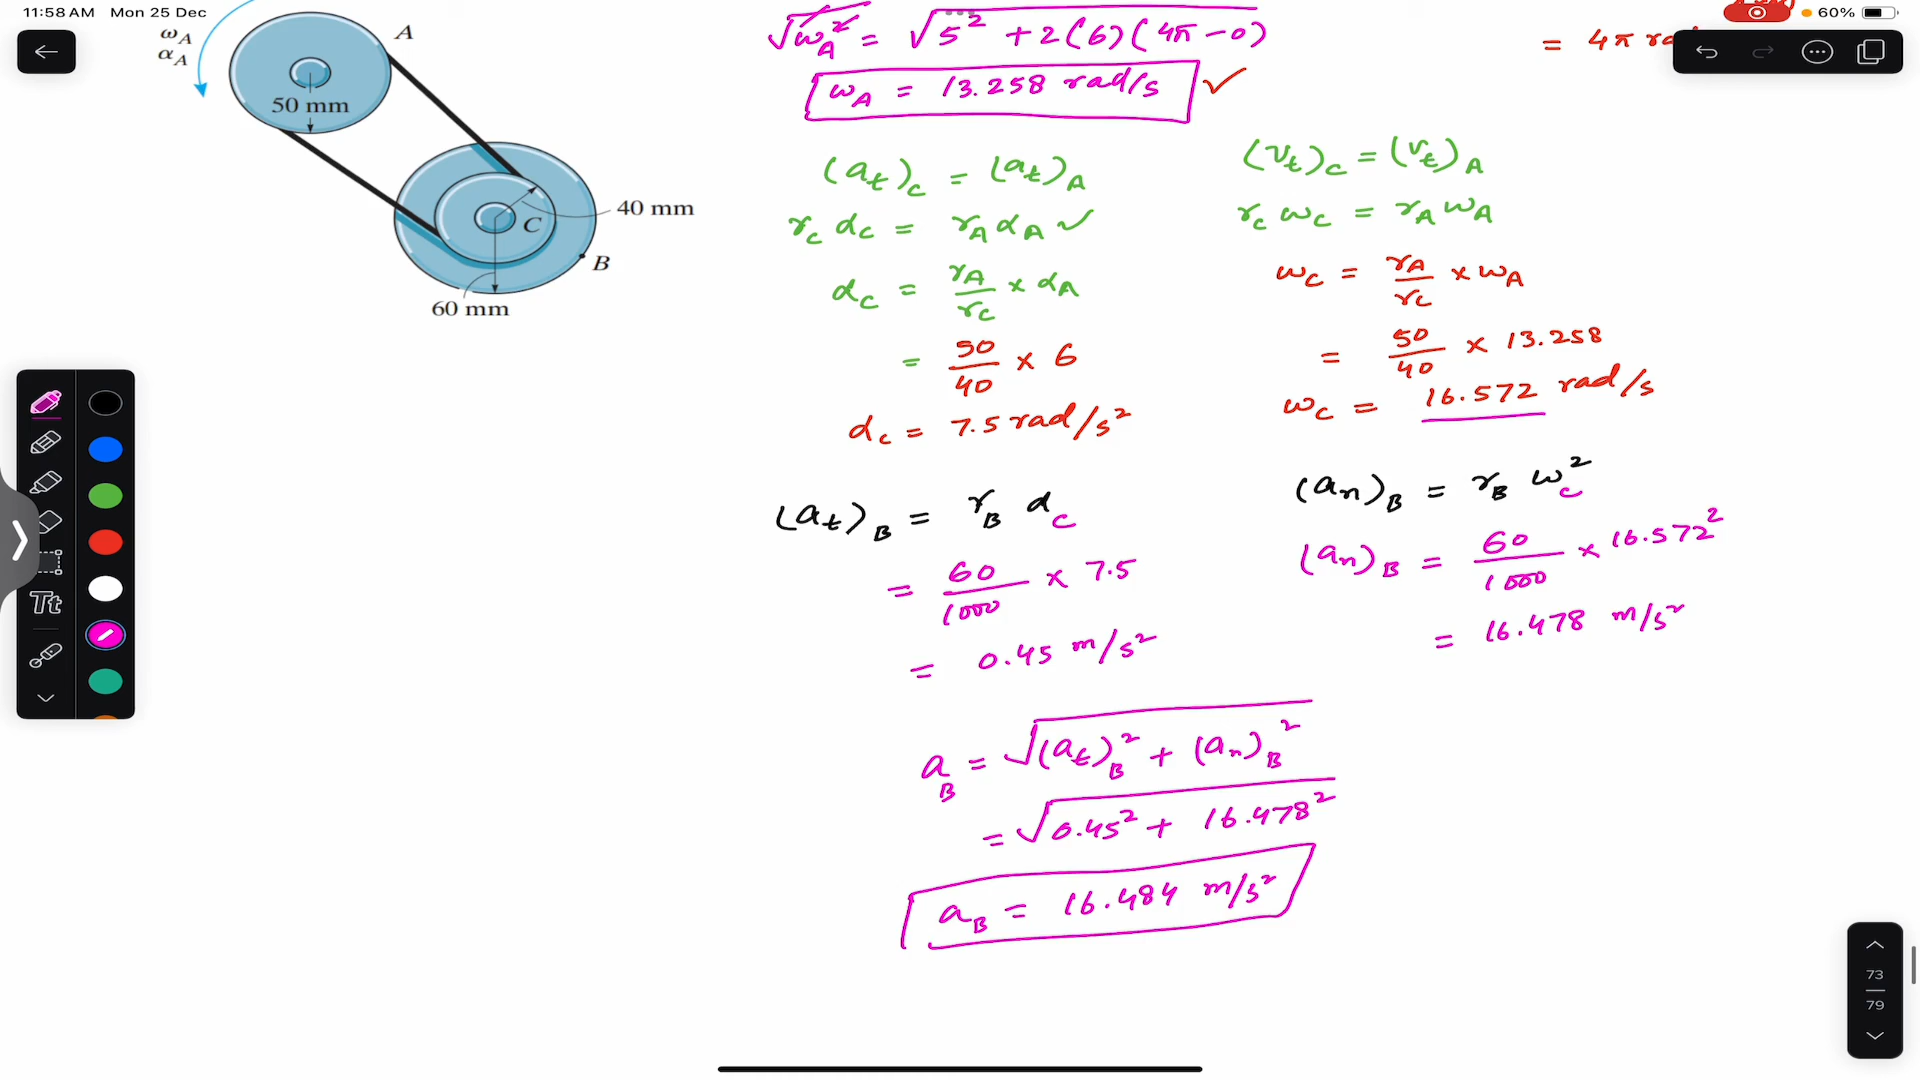 11:58 AM Mon 25 Dec
60%
ωA
αA
A
50 mm
C
40 mm
B
60 mm
√ωA² = √5² + 2(6)(4π-0)
= 4π
ωA = 13.258 rad/s ✓
(at)C = (at)A
rC αC = rA αA ✓
αC = rA/rC × αA
= 50/40 × 6
αC = 7.5 rad/s²
(vt)C = (vt)A
rC ωC = rA ωA
ωC = rA/rC × ωA
= 50/40 × 13.258
ωC = 16.572 rad/s
(at)B = rB αC
= 60/1000 × 7.5
= 0.45 m/s²
(an)B = rB ωC²
(an)B = 60/1000 × 16.572²
= 16.478 m/s²
aB = √(at)B² + (an)B²
= √0.45² + 16.478²
aB = 16.484 m/s²
Tt
73
79